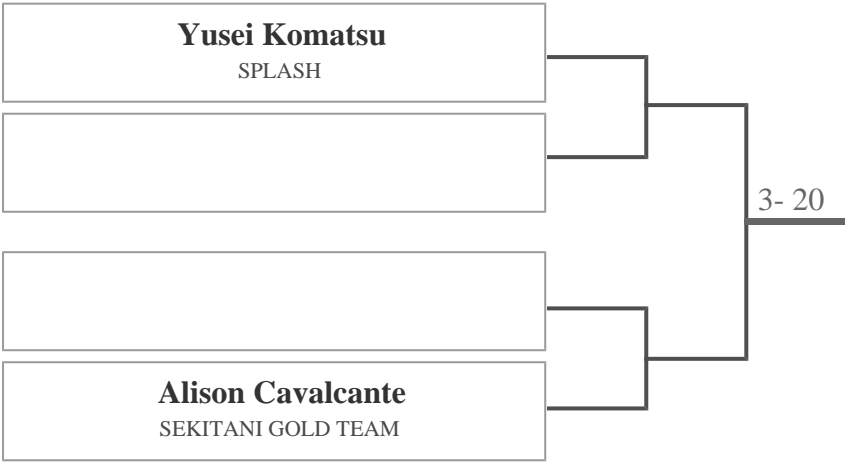 Yusei Komatsu
SPLASH
3- 20
Alison Cavalcante
SEKITANI GOLD TEAM